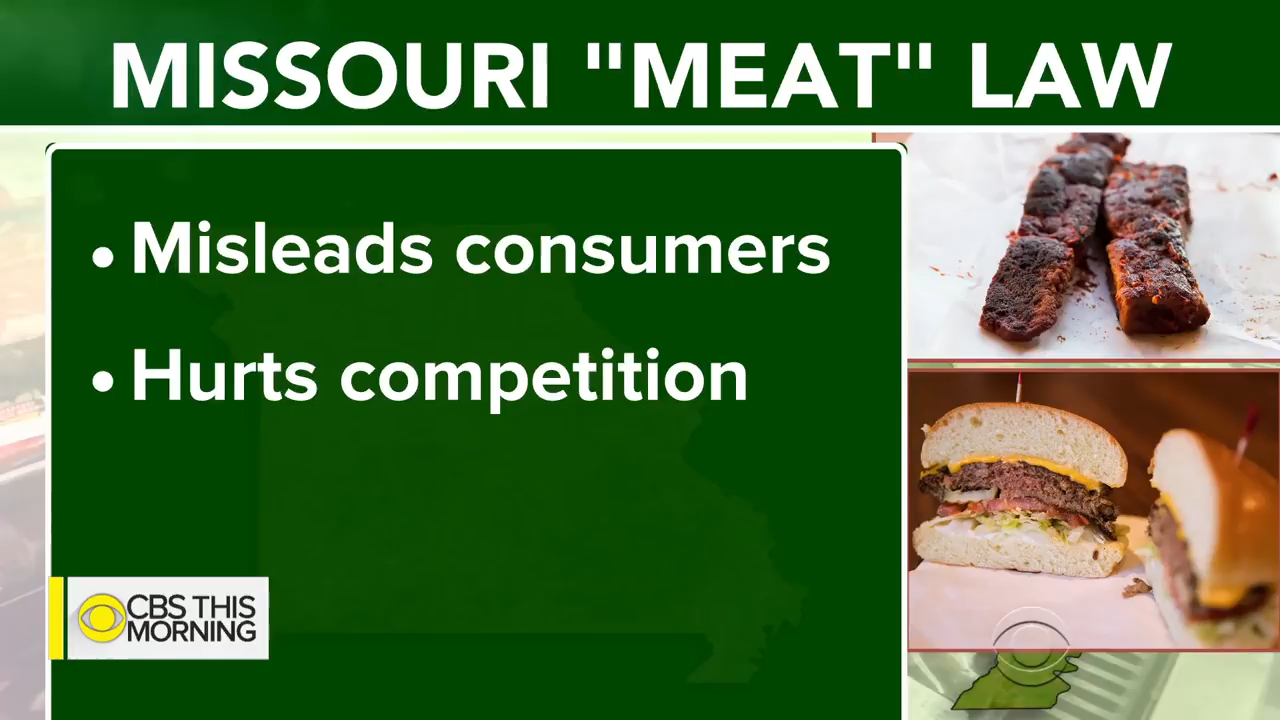 MISSOURI "MEAT" LAW
• Misleads consumers
• Hurts competition
CBS THIS
MORNING